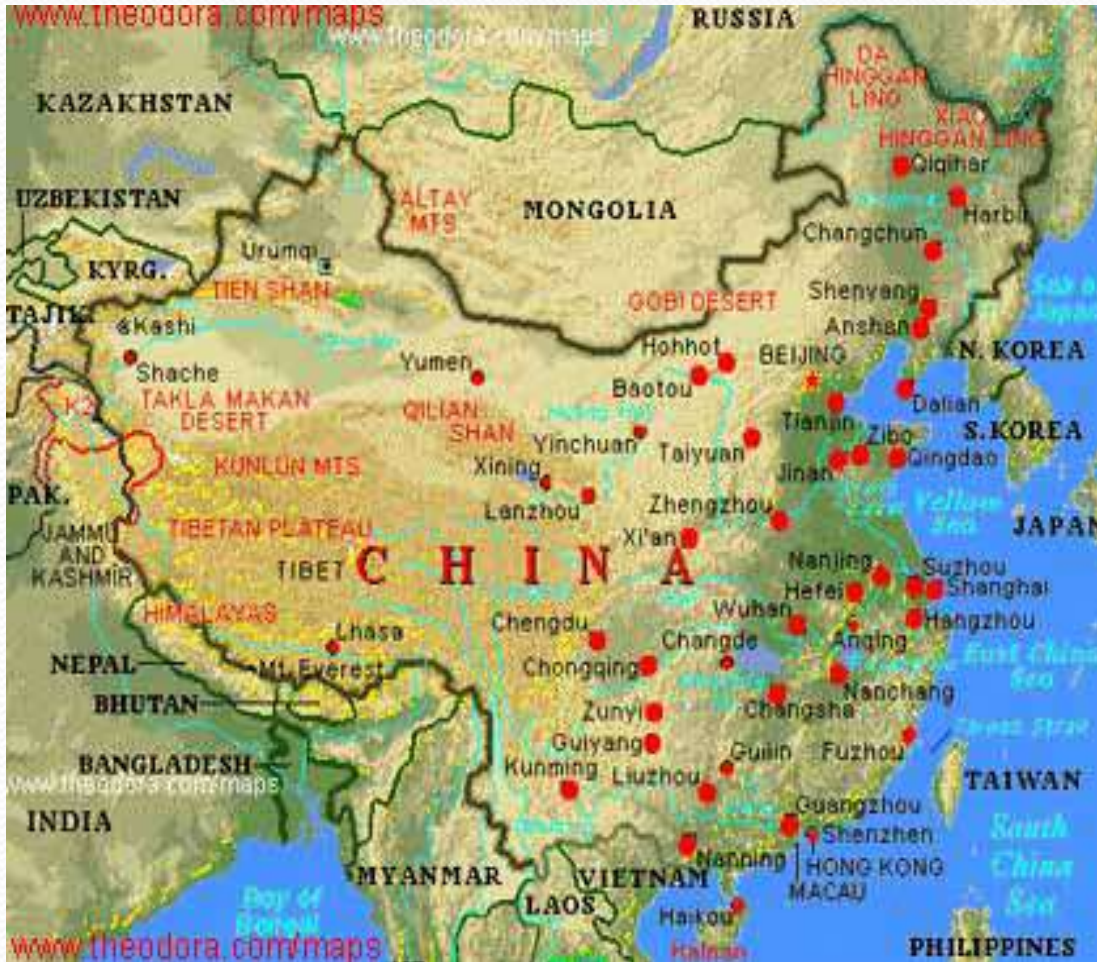 www.theodora.com/maps
www.theodora.com/maps
RUSSIA
KAZAKHSTAN
DA
HINGGAN
LING
XIAO
HINGGAN LING
Qiqihar
UZBEKISTAN
ALTAY
MTS
MONGOLIA
Harbin
Changchun
Urumqi
KYRG.
TIEN SHAN
GOBI DESERT
Shenyang
TAJIK.
Kashi
Anshan
Hohhot
BEIJING
N. KOREA
Shache
Yumen
Baotou
Dalian
K2
TAKLA MAKAN
DESERT
QILIAN
SHAN
Tianjin
Zibo
S. KOREA
Yinchuan
Taiyuan
Jinan
Qingdao
KUNLUN MTS
Xining
PAK.
Lanzhou
Zhengzhou
Yellow
Sea
JAPAN
TIBETAN PLATEAU
Xi'an
JAMMU
AND
KASHMIR
TIBET
CHINA
Nanjing
Suzhou
Hefei
Shanghai
HIMALAYAS
Wuhan
Hangzhou
Chengdu
Lhasa
Changde
Anqing
East China
Sea
NEPAL
Mt. Everest
Chongqing
Nanchang
BHUTAN
Zunyi
Changsha
Guiyang
Guilin
Fuzhou
BANGLADESH
Kunming
Liuzhou
TAIWAN
www.theodora.com/maps
INDIA
Guangzhou
Shenzhen
South
China
Sea
Nanning
HONG KONG
MACAU
MYANMAR
VIETNAM
LAOS
Bay of
Bengal
Haikou
Hainan
www.theodora.com/maps
PHILIPPINES